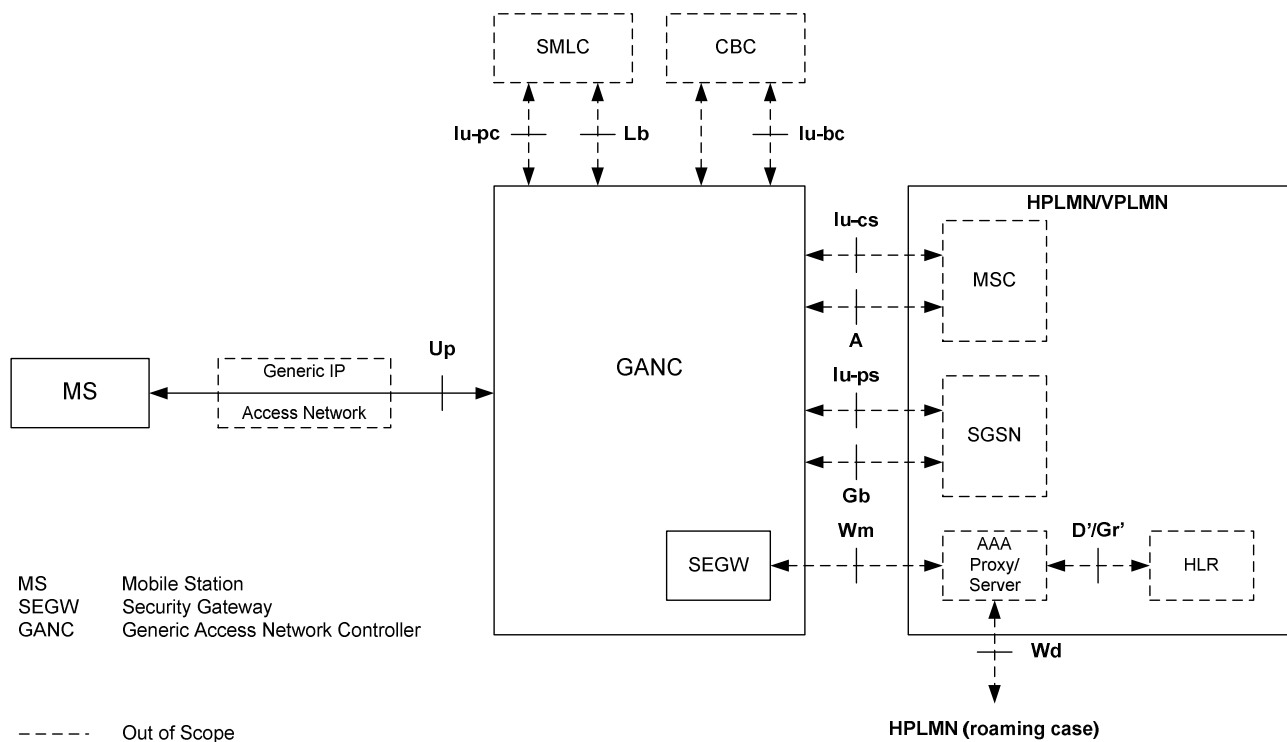 SMLC
CBC
Iu-pc
Lb
Iu-bc
HPLMN/VPLMN
Iu-cs
MSC
A
Up
GANC
Iu-ps
MS
Generic IP
Access Network
SGSN
Gb
Wm
D’/Gr’
SEGW
AAA
Proxy/
Server
HLR
MS Mobile Station
SEGW Security Gateway
GANC Generic Access Network Controller
Wd
Out of Scope
HPLMN (roaming case)